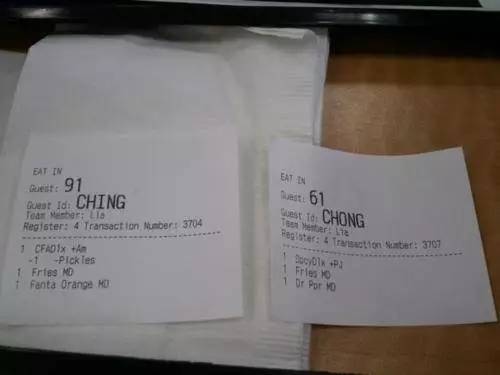 EAT IN
Guest: 91
Guest Id: CHING
Team Member: Lia
Register: 4 Transaction Number: 3704
1 CFADlx +Am
-1 -Pickles
1 Fries MD
1 Fanta Orange MD
EAT IN
Guest: 61
Guest Id: CHONG
Team Member: Lia
Register: 4 Transaction Number: 3707
1 SpcyDlx +PJ
1 Fries MD
1 Dr Ppr MD